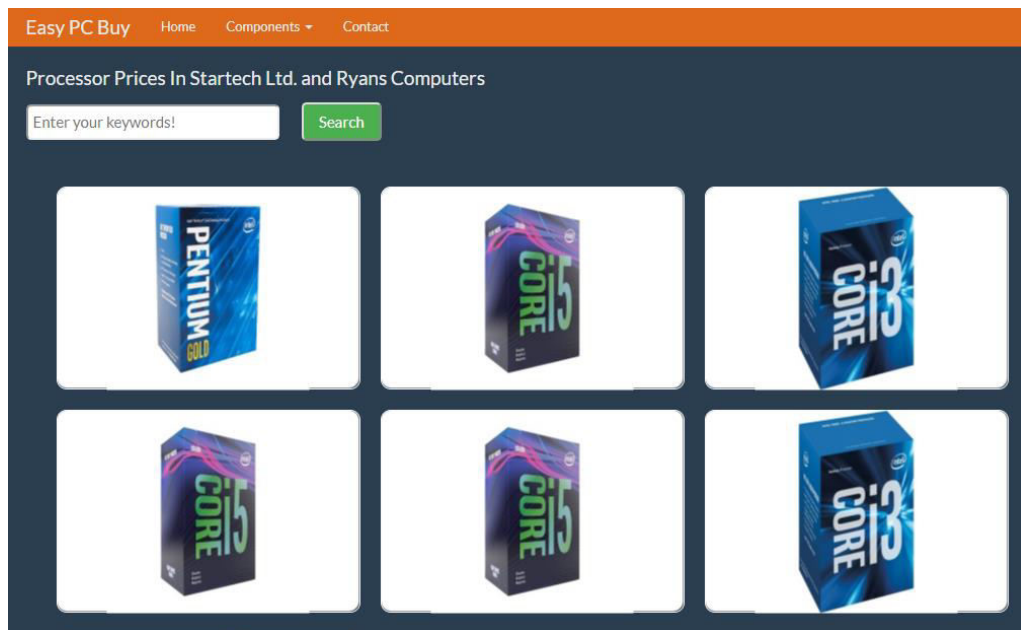 Easy PC Buy Home Components Contact
Processor Prices In Startech Ltd. and Ryans Computers
Enter your keywords! Search
PENTIUM
GOLD
CORE i5
CORE i3
CORE i5
CORE i5
CORE i3